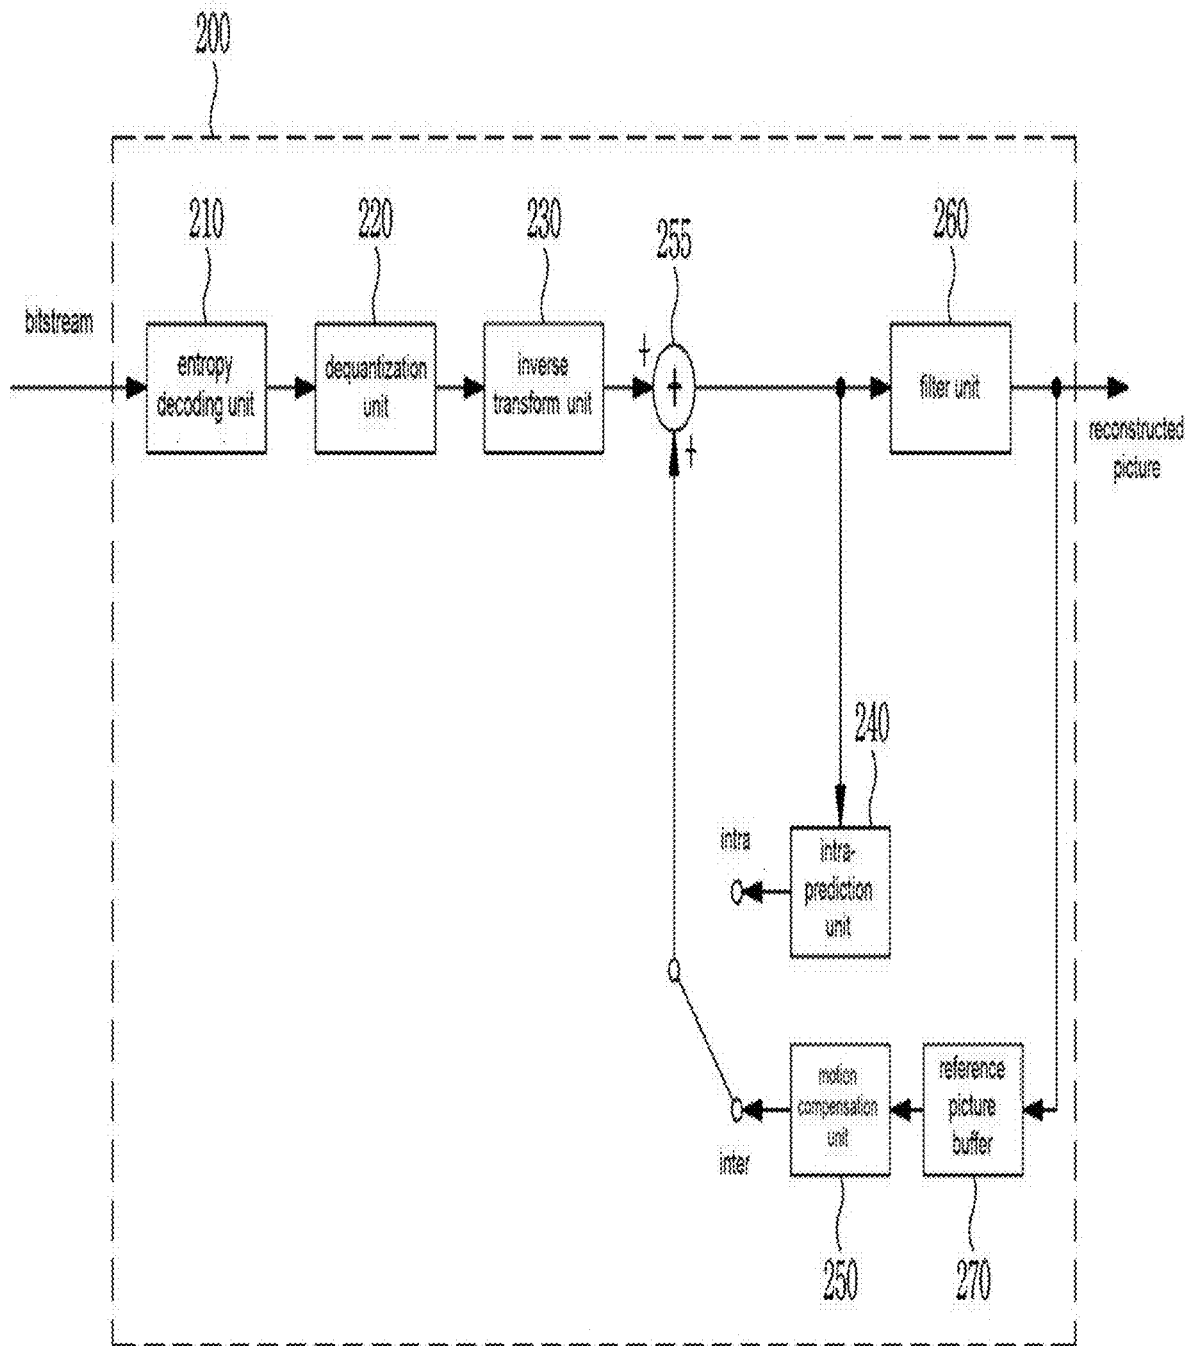 200
210
220
230
255
260
bitstream
entropy
decoding unit
dequantization
unit
inverse
transform unit
+
+
+
filter unit
reconstructed
picture
240
intra
intra-
prediction
unit
motion
compensation
unit
reference
picture
buffer
inter
250
270